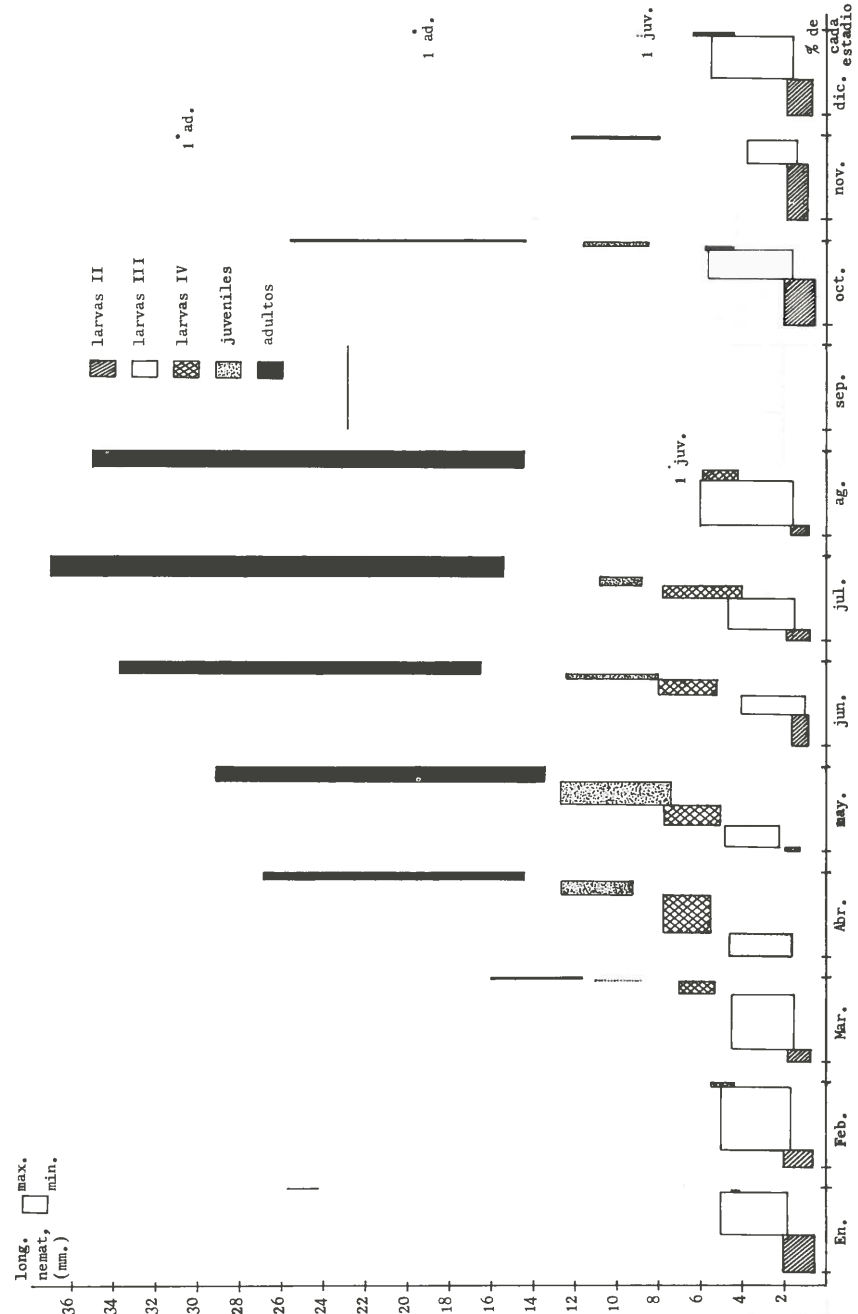 long.
nemat,
(mm.)
max.
min.
36
34
32
30
28
26
24
22
20
18
16
14
12
10
8
6
4
2
larvas II
larvas III
larvas IV
juveniles
adultos
1 juv.
1 ad.
1 ad.
1 juv.
En.
Feb.
Mar.
Abr.
may.
jun.
jul.
ag.
sep.
oct.
nov.
dic.
% de
cada
estadio